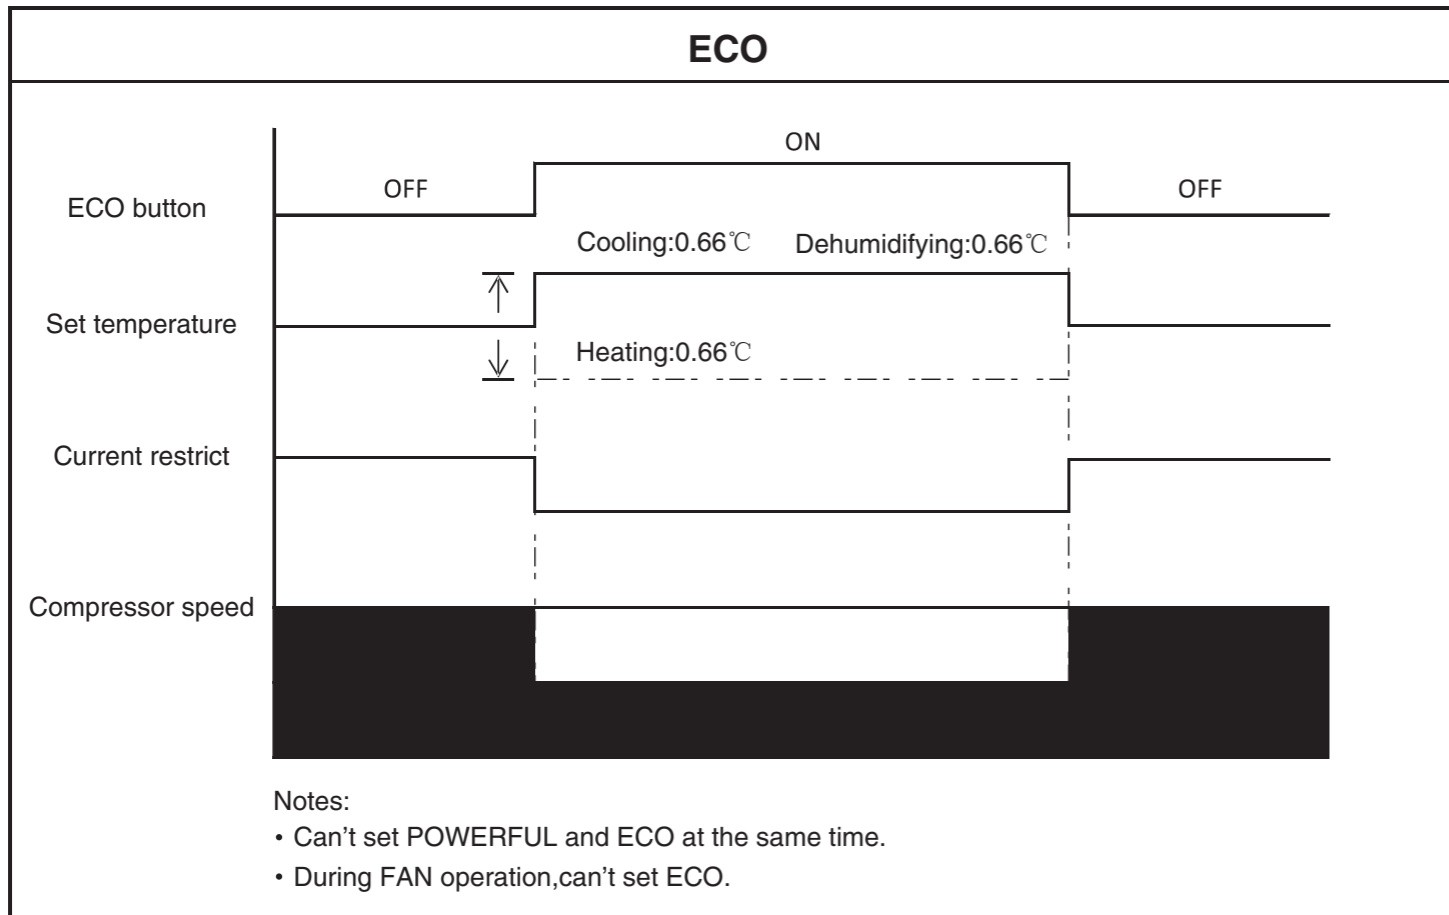 ECO
ON
OFF
OFF
ECO button
Cooling:0.66℃ Dehumidifying:0.66℃
Set temperature
Heating:0.66℃
Current restrict
Compressor speed
Notes:
• Can’t set POWERFUL and ECO at the same time.
• During FAN operation,can’t set ECO.